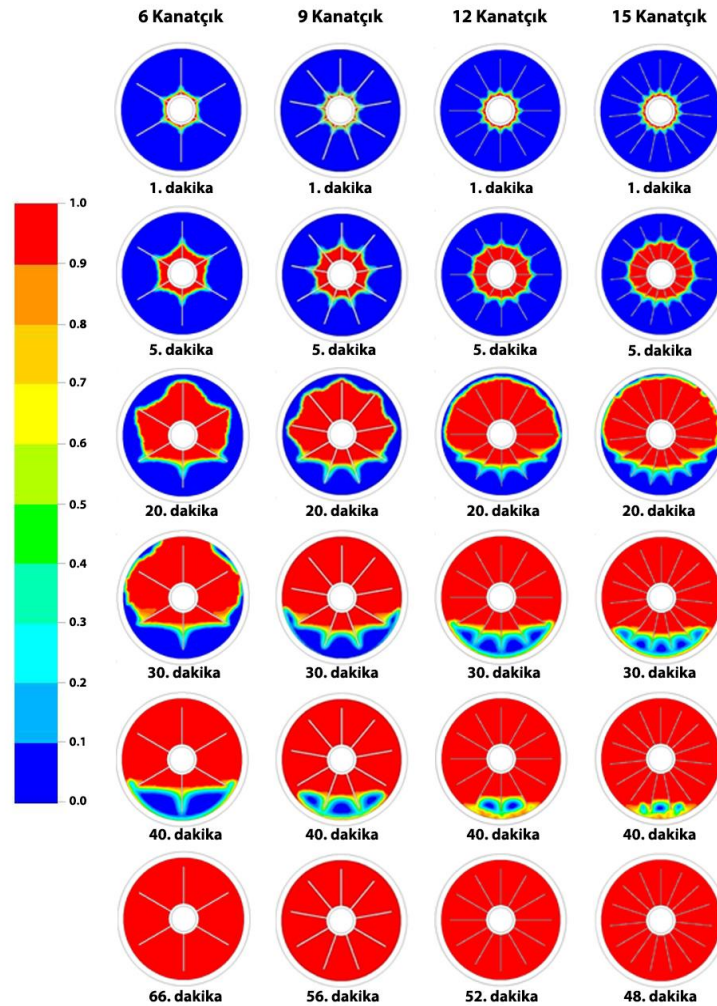 6 Kanatçık 9 Kanatçık 12 Kanatçık 15 Kanatçık
1. dakika 1. dakika 1. dakika 1. dakika
1.0
0.9
5. dakika 5. dakika 5. dakika 5. dakika
0.8
0.7
0.6
0.5
20. dakika 20. dakika 20. dakika 20. dakika
0.4
0.3
0.2
30. dakika 30. dakika 30. dakika 30. dakika
0.1
0.0
40. dakika 40. dakika 40. dakika 40. dakika
66. dakika 56. dakika 52. dakika 48. dakika